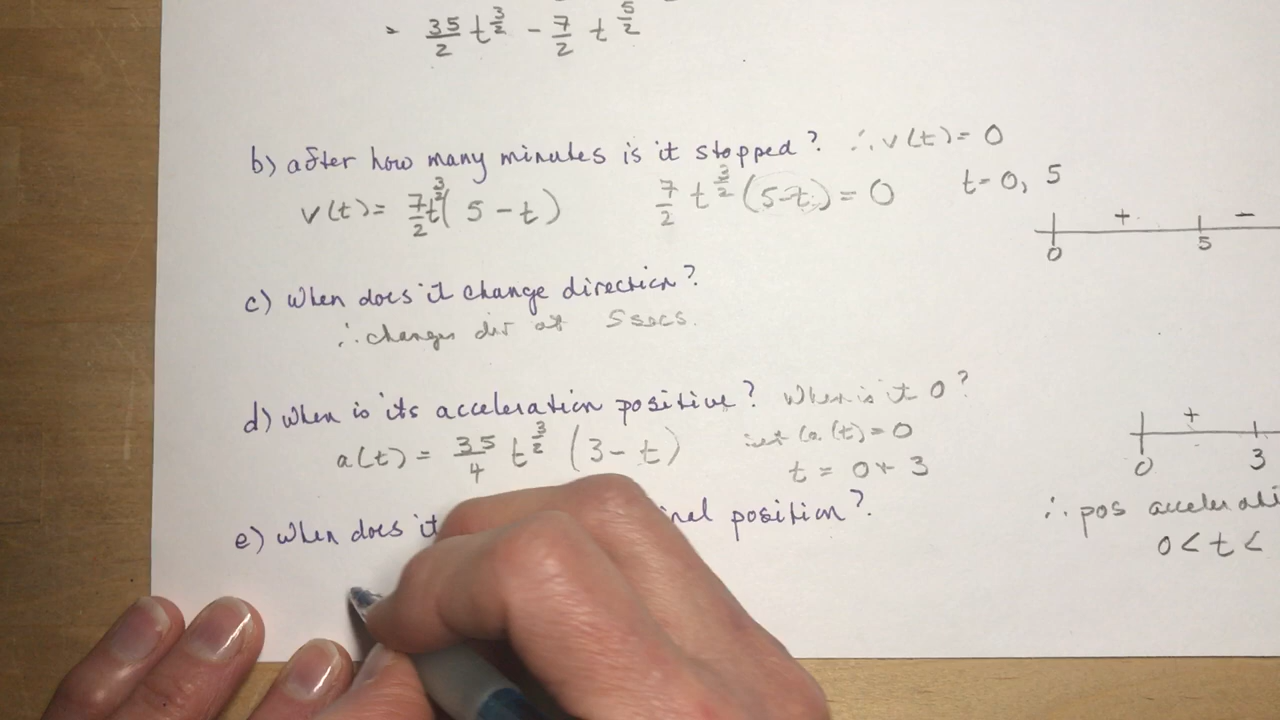 = 35/2 t^3/2 - 7/2 t^5/2
b) after how many minutes is it stopped? ∴ v(t) = 0
v(t) = 7/2 t^3/2 (5 - t) 7/2 t^3/2 (5-t) = 0 t = 0, 5
+ -
0 5
c) when does it change direction?
∴ changes dir at 5 secs.
d) when is its acceleration positive? When is it 0?
a(t) = 35/4 t^3/2 (3 - t) set (a(t) = 0
t = 0 + 3
+
0 3
e) when does it position?
∴ pos
0 < t <